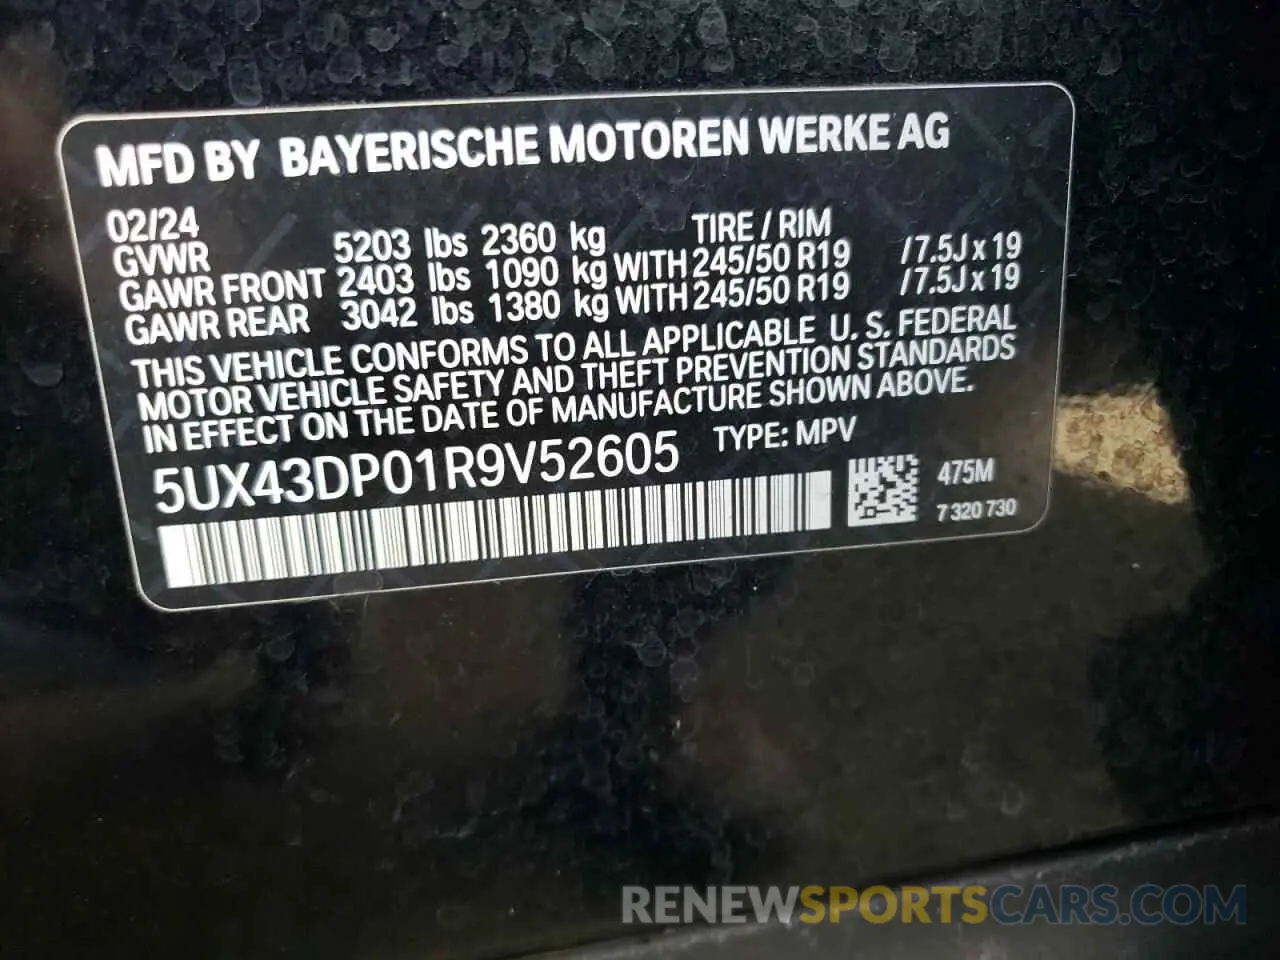 MFD BY BAYERISCHE MOTOREN WERKE AG
02/24 TIRE / RIM
GVWR 5203 lbs 2360 kg
GAWR FRONT 2403 lbs 1090 kg WITH 245/50 R19 /7.5J x 19
GAWR REAR 3042 lbs 1380 kg WITH 245/50 R19 /7.5J x 19
THIS VEHICLE CONFORMS TO ALL APPLICABLE U. S. FEDERAL
MOTOR VEHICLE SAFETY AND THEFT PREVENTION STANDARDS
IN EFFECT ON THE DATE OF MANUFACTURE SHOWN ABOVE.
5UX43DP01R9V52605 TYPE: MPV
475M
7 320 730
RENEWSPORTSCARS.COM